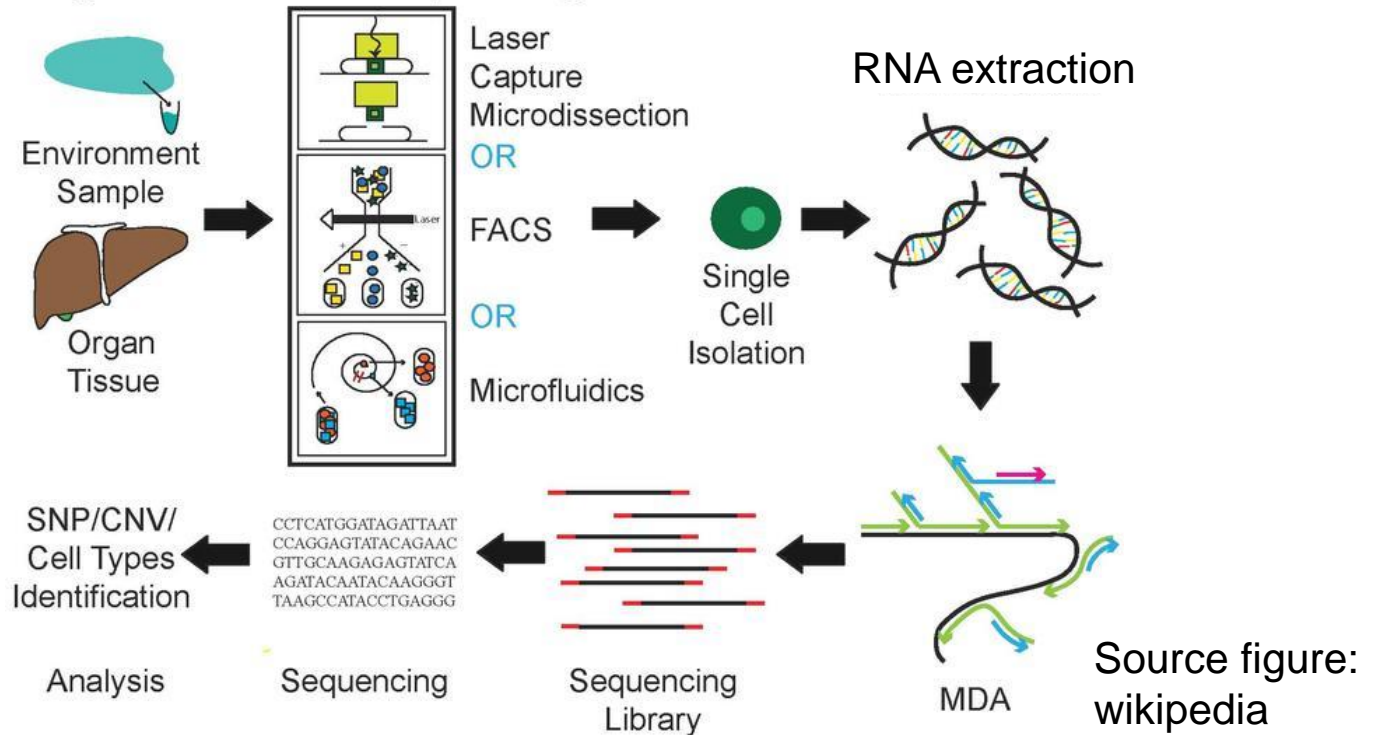 Environment
Sample
Organ
Tissue
Laser
Capture
Microdissection
OR
FACS
OR
Microfluidics
Laser
+
−
Single
Cell
Isolation
RNA extraction
MDA
Sequencing
Library
CCTCATGGATAGATTAAT
CCAGGAGTATACAGAAC
GTTGCAAGAGAGTATCA
AGATACAATACAAGGGT
TAAGCCATACCTGAGGG
Sequencing
SNP/CNV/
Cell Types
Identification
Analysis
Source figure:
wikipedia